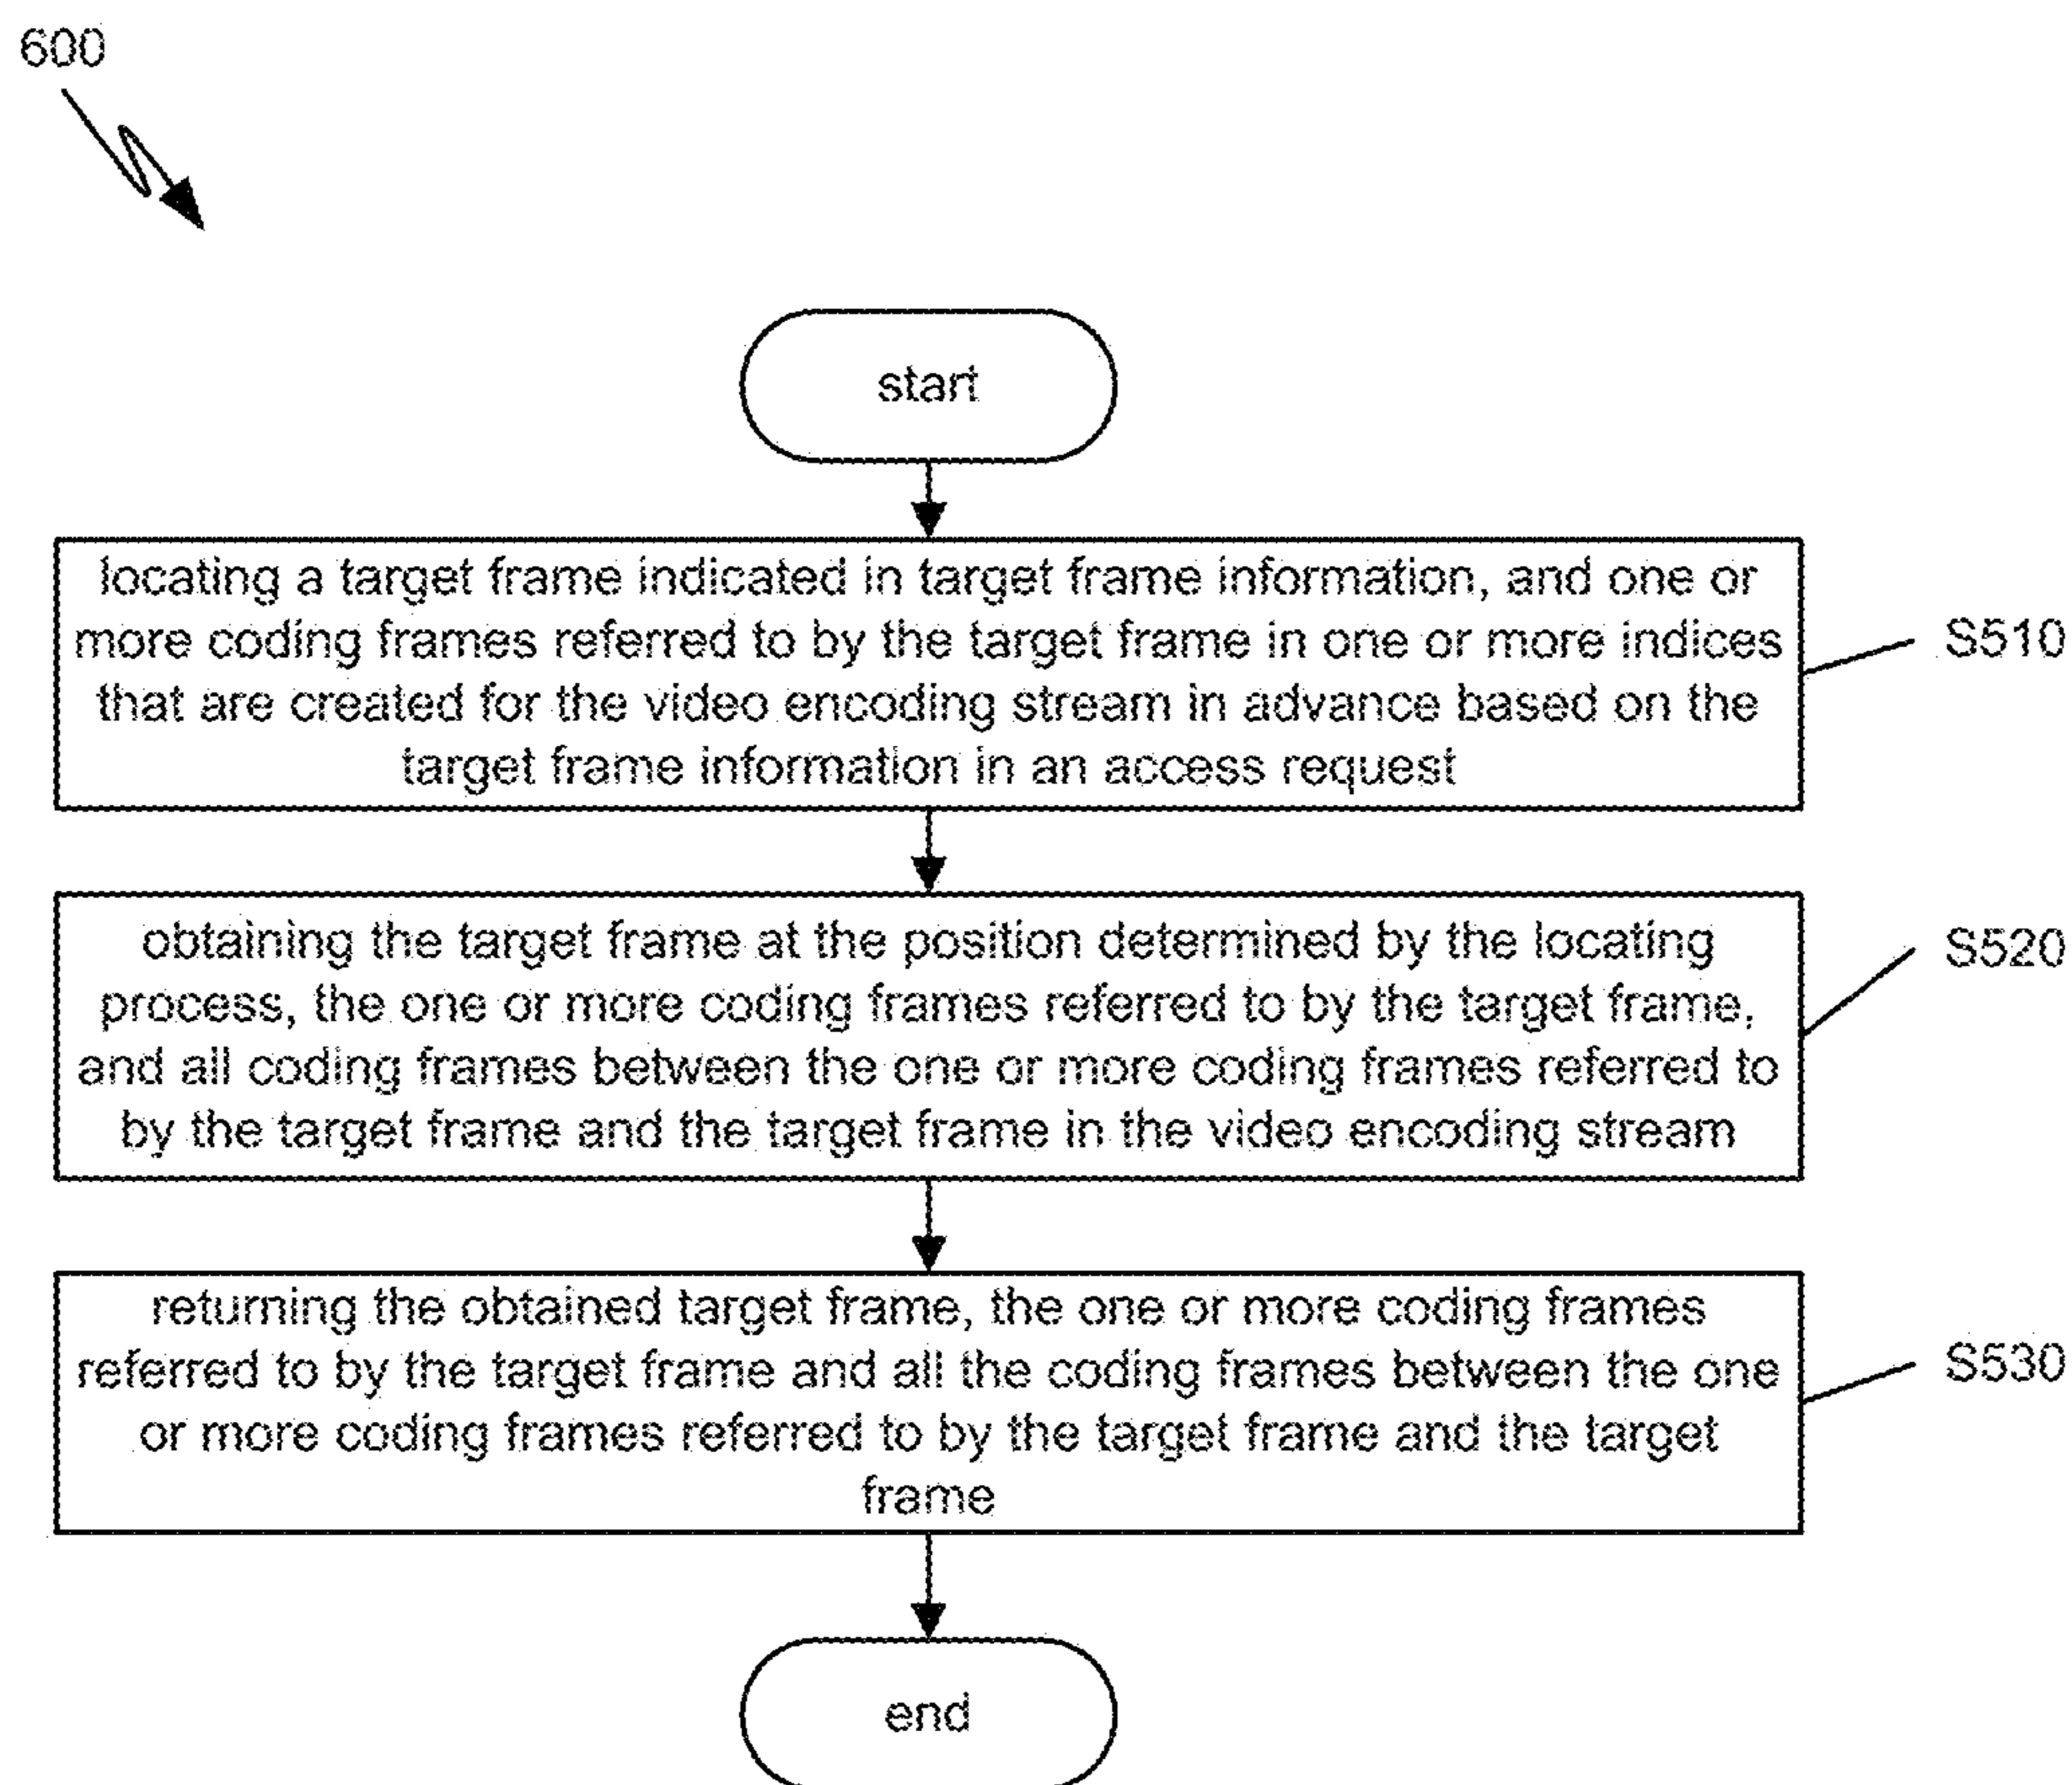 600
start
locating a target frame indicated in target frame information, and one or
more coding frames referred to by the target frame in one or more indices
that are created for the video encoding stream in advance based on the
target frame information in an access request
S510
obtaining the target frame at the position determined by the locating
process, the one or more coding frames referred to by the target frame,
and all coding frames between the one or more coding frames referred to
by the target frame and the target frame in the video encoding stream
S520
returning the obtained target frame, the one or more coding frames
referred to by the target frame and all the coding frames between the one
or more coding frames referred to by the target frame and the target
frame
S530
end